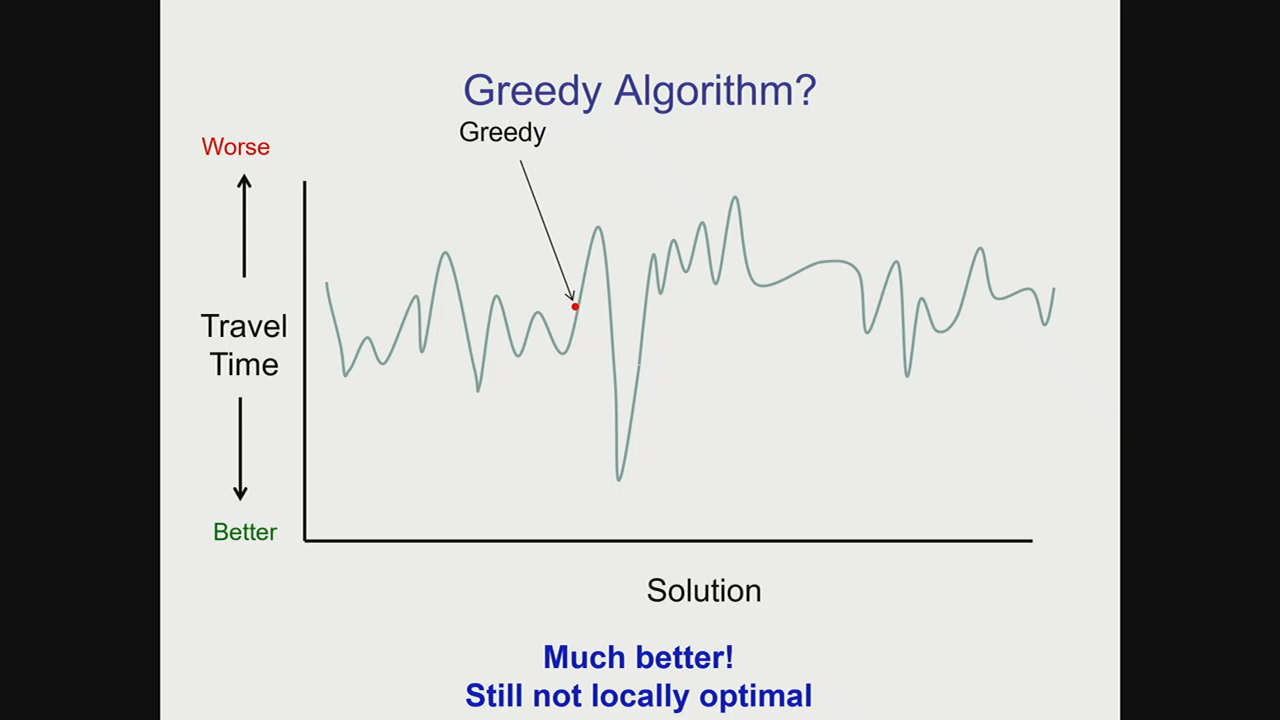 Greedy Algorithm?
Greedy
Worse
Travel
Time
Better
Solution
Much better!
Still not locally optimal